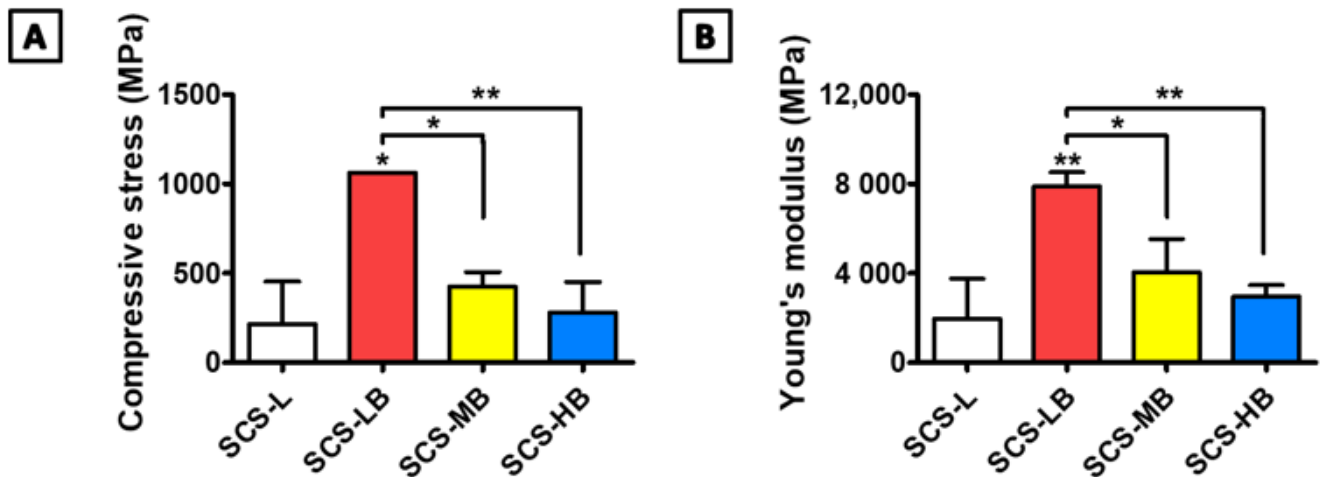 A
Compressive stress (MPa)
1500
1000
500
0
**
*
*
SCS-L
SCS-LB
SCS-MB
SCS-HB
B
Young's modulus (MPa)
12,000
8 000
4 000
0
**
*
**
SCS-L
SCS-LB
SCS-MB
SCS-HB